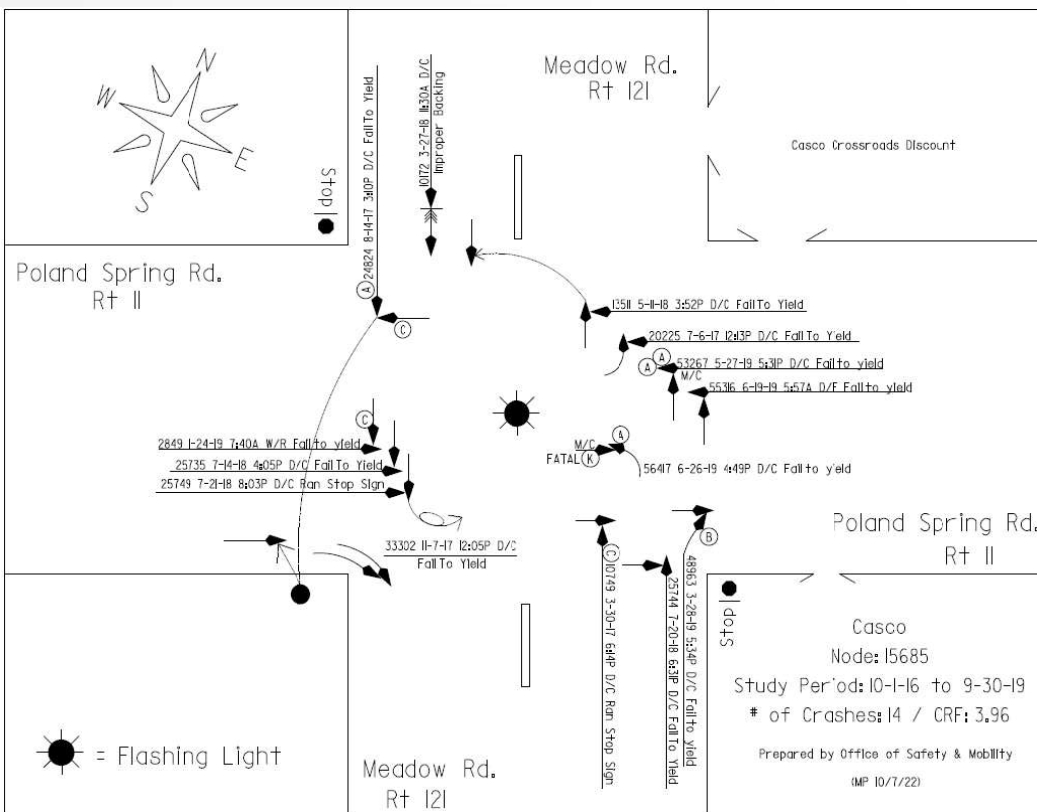 N
W
E
S
Stop
Poland Spring Rd.
Rt 11
24824 8-14-17 3:10P D/C Fail To Yield
A
10172 3-27-18 11:30A D/C
Improper Backing
Meadow Rd.
Rt 121
Casco Crossroads Discount
C
13511 5-11-18 3:52P D/C Fail To Yield
20225 7-6-17 12:13P D/C Fail To Yield
A
A
53267 5-27-19 5:31P D/C Fail to yield
M/C
55316 6-19-19 5:57A D/F Fail to yield
C
2849 1-24-19 7:40A W/R Fail to yield
25735 7-14-18 4:05P D/C Fail To Yield
25749 7-21-18 8:03P D/C Ran Stop Sign
33302 11-7-17 12:05P D/C
Fail To Yield
M/C
A
FATAL K
56417 6-26-19 4:49P D/C Fail to yield
C 10749 3-30-17 6:14P D/C Ran Stop Sign
25744 7-20-18 6:31P D/C Fail To Yield
B
48963 3-28-19 5:34P D/C Fail to yield
Poland Spring Rd.
Rt 11
Stop
= Flashing Light
Meadow Rd.
Rt 121
Casco
Node: 15685
Study Period: 10-1-16 to 9-30-19
# of Crashes: 14 / CRF: 3.96
Prepared by Office of Safety & Mobility
(MP 10/7/22)